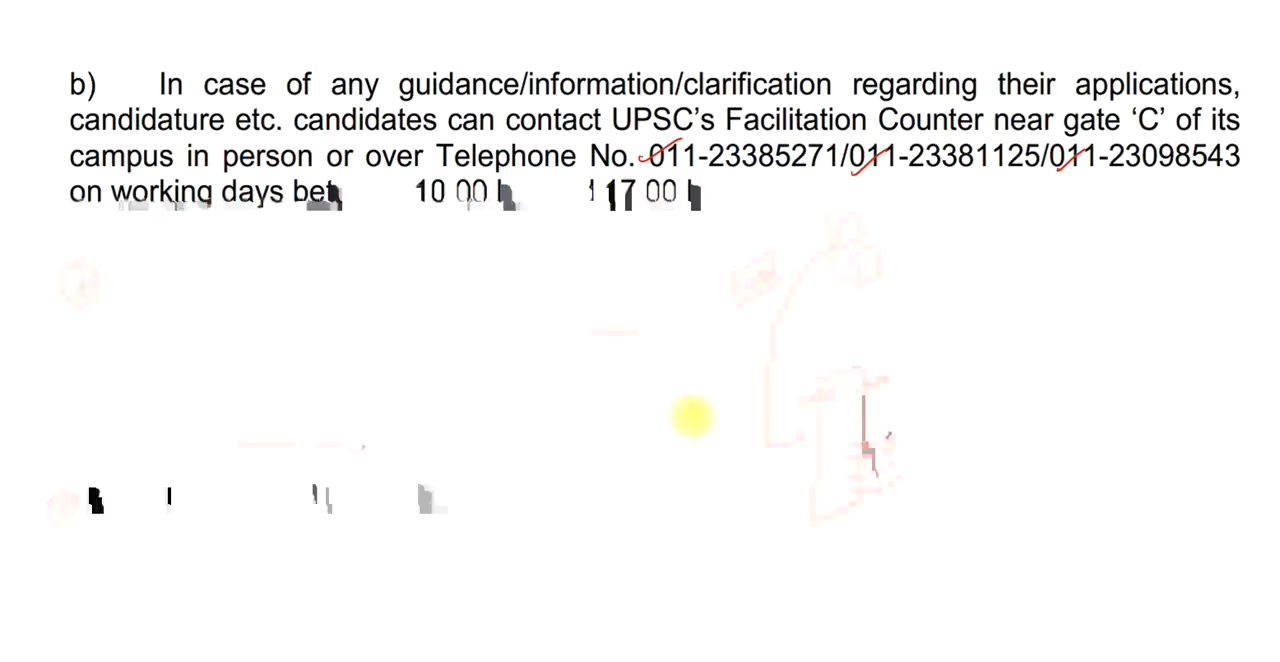 b) In case of any guidance/information/clarification regarding their applications,
candidature etc. candidates can contact UPSC's Facilitation Counter near gate 'C' of its
campus in person or over Telephone No. 011-23385271/011-23381125/011-23098543
on working days bet 10 00 17 00